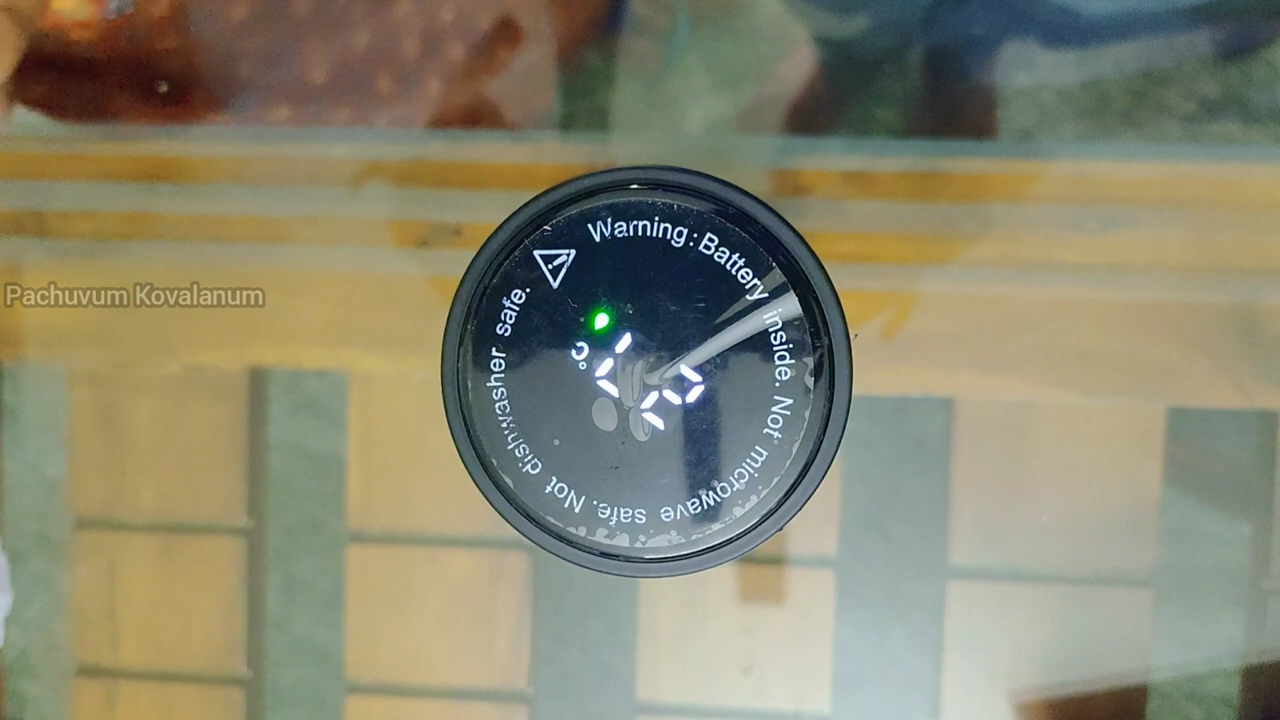 Warning: Battery inside. Not microwave safe. Not dishwasher safe.
°C
Pachuvum Kovalanum